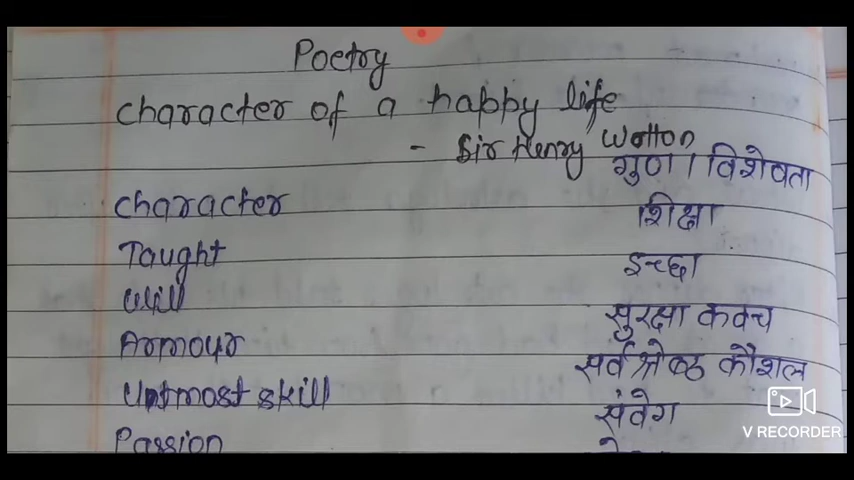 Poetry
character of a happy life
- Sir Henry Wotton
character गुण । विशेषता
Taught शिक्षा
Will इच्छा
Armour सुरक्षा कवच
Utmost skill सर्वश्रेष्ठ कौशल
Passion संवेग
V RECORDER